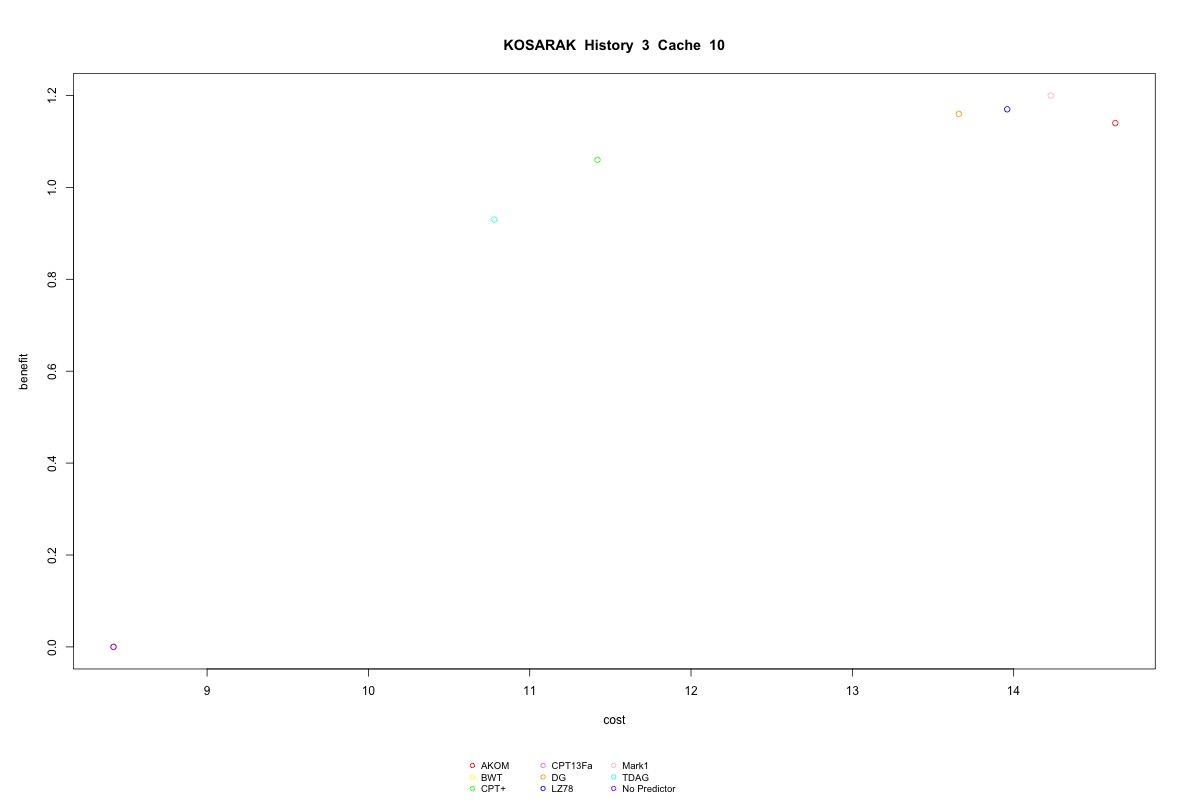 KOSARAK History 3 Cache 10
1.2
1.0
0.8
0.6
0.4
0.2
0.0
benefit
9 10 11 12 13 14
cost
AKOM CPT13Fa Mark1
BWT DG TDAG
CPT+ LZ78 No Predictor